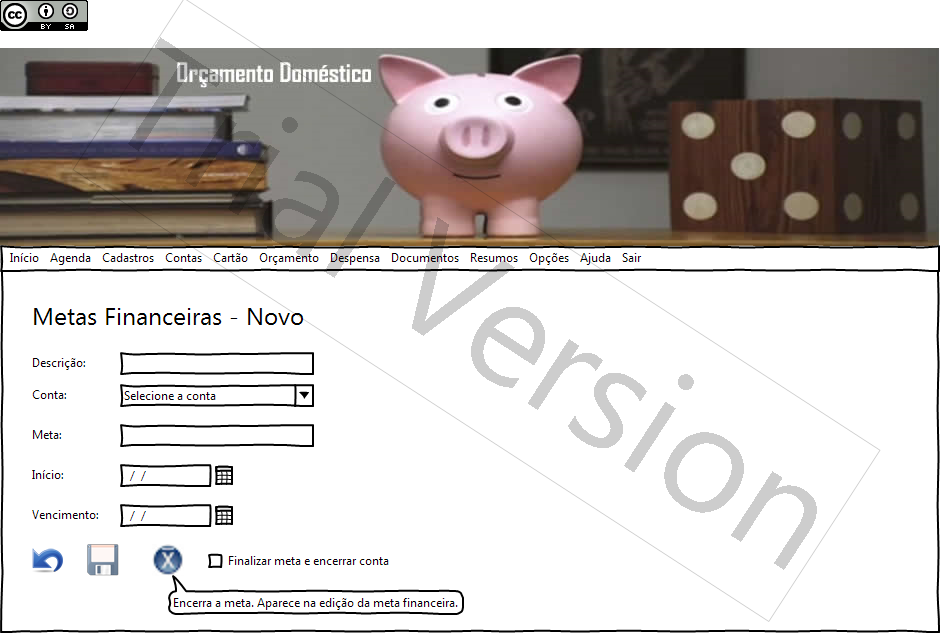 cc
BY SA
Orçamento Doméstico
Início Agenda Cadastros Contas Cartão Orçamento Despensa Documentos Resumos Opções Ajuda Sair
Metas Financeiras - Novo
Descrição:
Conta: Selecione a conta
Meta:
Início: / /
Vencimento: / /
X Finalizar meta e encerrar conta
Encerra a meta. Aparece na edição da meta financeira.
Trial Version